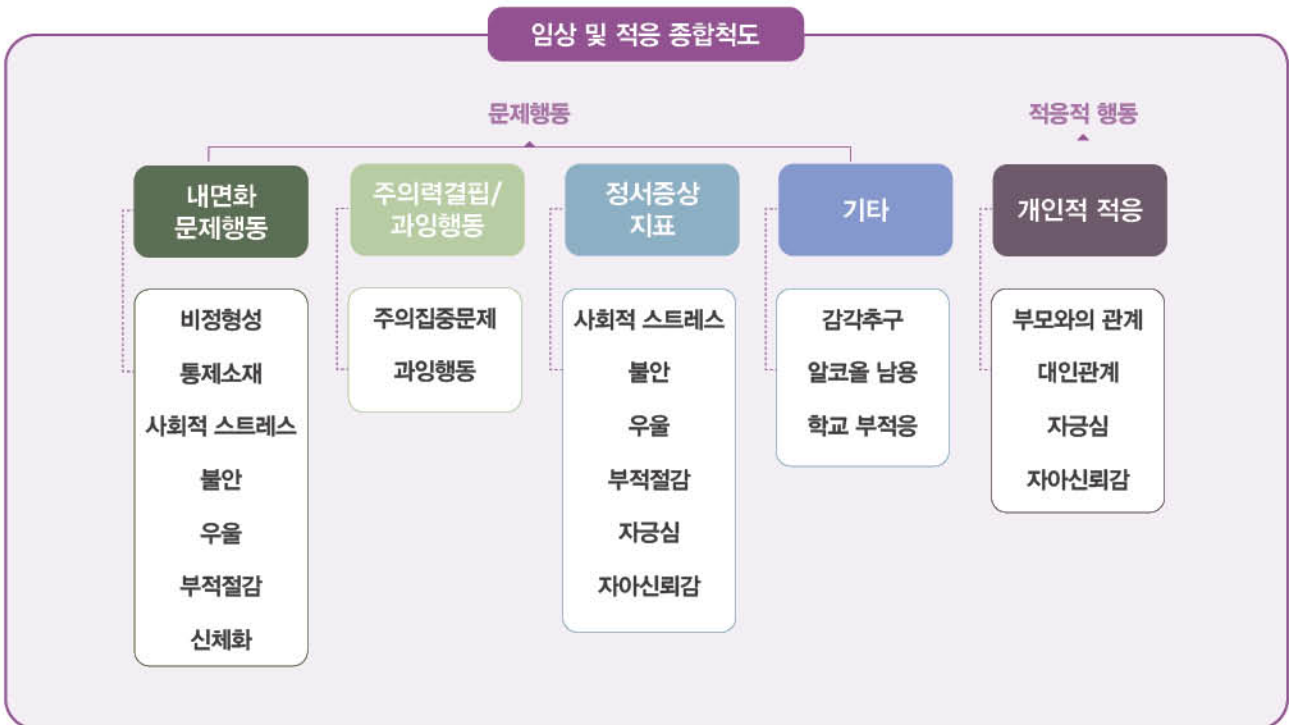 임상 및 적응 종합척도
문제행동
적응적 행동
내면화
문제행동
비정형성
통제소재
사회적 스트레스
불안
우울
부적절감
신체화
주의력결핍/
과잉행동
주의집중문제
과잉행동
정서증상
지표
사회적 스트레스
불안
우울
부적절감
자긍심
자아신뢰감
기타
감각추구
알코올 남용
학교 부적응
개인적 적응
부모와의 관계
대인관계
자긍심
자아신뢰감